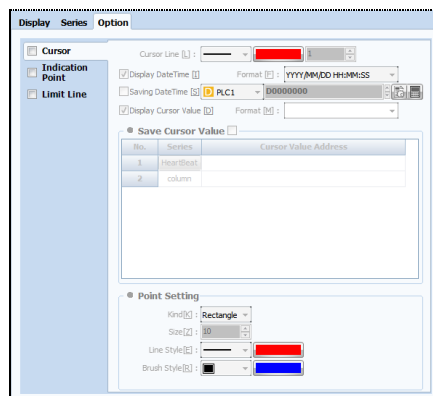 Display Series Option
Cursor
Indication Point
Limit Line
Cursor Line [L] : 1
Display DateTime [I] Format [F] : YYYY/MM/DD HH:MM:SS
Saving DateTime [S] D PLC1 D0000000
Display Cursor Value [D] Format [M] :
Save Cursor Value
No. Series Cursor Value Address
1 HeartBeat
2 column
Point Setting
Kind[K] : Rectangle
Size[Z] : 10
Line Style[E] :
Brush Style[R] :